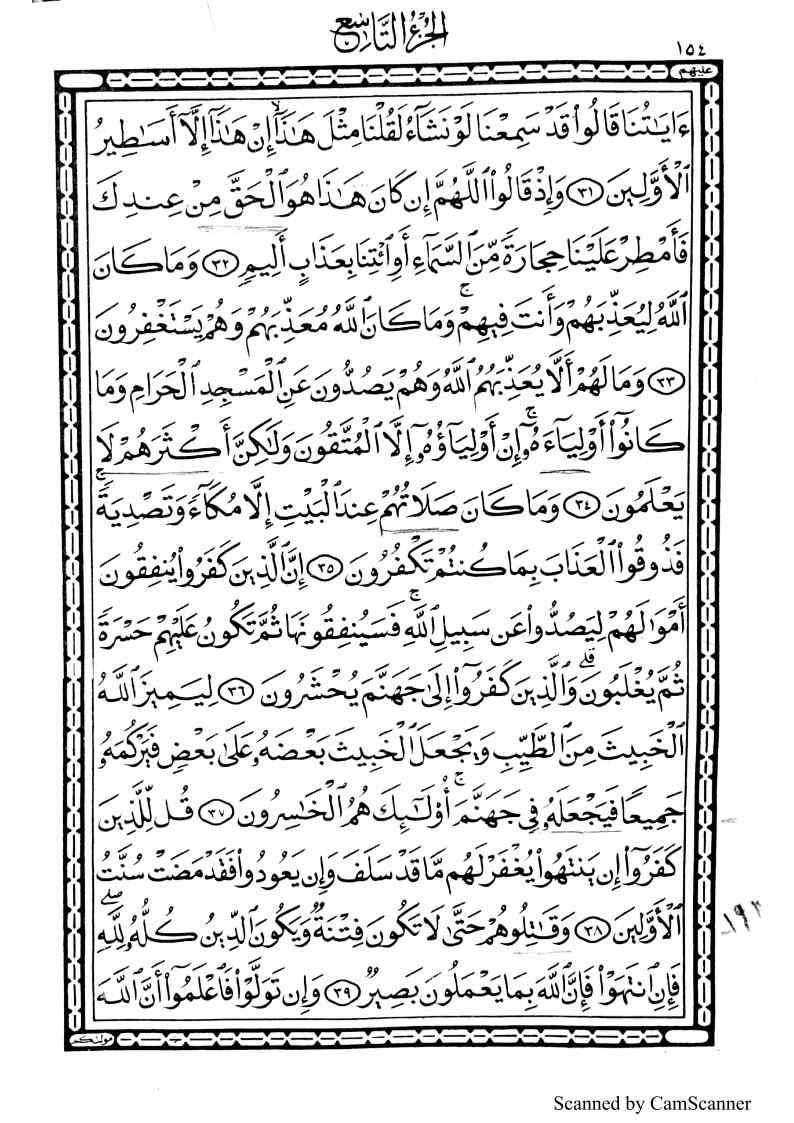 الجزء التاسع
١٥٤
عليهم
ءَايَٰتُنَا قَالُواْ قَدۡ سَمِعۡنَا لَوۡ نَشَآءُ لَقُلۡنَا مِثۡلَ هَٰذَآ إِنۡ هَٰذَآ إِلَّآ أَسَٰطِيرُ
ٱلۡأَوَّلِينَ ٣١ وَإِذۡ قَالُواْ ٱللَّهُمَّ إِن كَانَ هَٰذَا هُوَ ٱلۡحَقَّ مِنۡ عِندِكَ
فَأَمۡطِرۡ عَلَيۡنَا حِجَارَةٗ مِّنَ ٱلسَّمَآءِ أَوِ ٱئۡتِنَا بِعَذَابٍ أَلِيمٖ ٣٢ وَمَا كَانَ
ٱللَّهُ لِيُعَذِّبَهُمۡ وَأَنتَ فِيهِمۡۚ وَمَا كَانَ ٱللَّهُ مُعَذِّبَهُمۡ وَهُمۡ يَسۡتَغۡفِرُونَ
٣٣ وَمَا لَهُمۡ أَلَّا يُعَذِّبَهُمُ ٱللَّهُ وَهُمۡ يَصُدُّونَ عَنِ ٱلۡمَسۡجِدِ ٱلۡحَرَامِ وَمَا
كَانُوٓاْ أَوۡلِيَآءَهُۥٓۚ إِنۡ أَوۡلِيَآؤُهُۥٓ إِلَّا ٱلۡمُتَّقُونَ وَلَٰكِنَّ أَكۡثَرَهُمۡ لَا
يَعۡلَمُونَ ٣٤ وَمَا كَانَ صَلَاتُهُمۡ عِندَ ٱلۡبَيۡتِ إِلَّا مُكَآءٗ وَتَصۡدِيَةٗۚ
فَذُوقُواْ ٱلۡعَذَابَ بِمَا كُنتُمۡ تَكۡفُرُونَ ٣٥ إِنَّ ٱلَّذِينَ كَفَرُواْ يُنفِقُونَ
أَمۡوَٰلَهُمۡ لِيَصُدُّواْ عَن سَبِيلِ ٱللَّهِۚ فَسَيُنفِقُونَهَا ثُمَّ تَكُونُ عَلَيۡهِمۡ حَسۡرَةٗ
ثُمَّ يُغۡلَبُونَۗ وَٱلَّذِينَ كَفَرُوٓاْ إِلَىٰ جَهَنَّمَ يُحۡشَرُونَ ٣٦ لِيَمِيزَ ٱللَّهُ
ٱلۡخَبِيثَ مِنَ ٱلطَّيِّبِ وَيَجۡعَلَ ٱلۡخَبِيثَ بَعۡضَهُۥ عَلَىٰ بَعۡضٖ فَيَرۡكُمَهُۥ
جَمِيعٗا فَيَجۡعَلَهُۥ فِي جَهَنَّمَۚ أُوْلَٰٓئِكَ هُمُ ٱلۡخَٰسِرُونَ ٣٧ قُل لِّلَّذِينَ
كَفَرُوٓاْ إِن يَنتَهُواْ يُغۡفَرۡ لَهُم مَّا قَدۡ سَلَفَ وَإِن يَعُودُواْ فَقَدۡ مَضَتۡ سُنَّتُ
ٱلۡأَوَّلِينَ ٣٨ وَقَٰتِلُوهُمۡ حَتَّىٰ لَا تَكُونَ فِتۡنَةٞ وَيَكُونَ ٱلدِّينُ كُلُّهُۥ لِلَّهِۖ
فَإِنِ ٱنتَهَوۡاْ فَإِنَّ ٱللَّهَ بِمَا يَعۡمَلُونَ بَصِيرٞ ٣٩ وَإِن تَوَلَّوۡاْ فَٱعۡلَمُوٓاْ أَنَّ ٱللَّهَ
١٩٢
مولىٰكم
Scanned by CamScanner